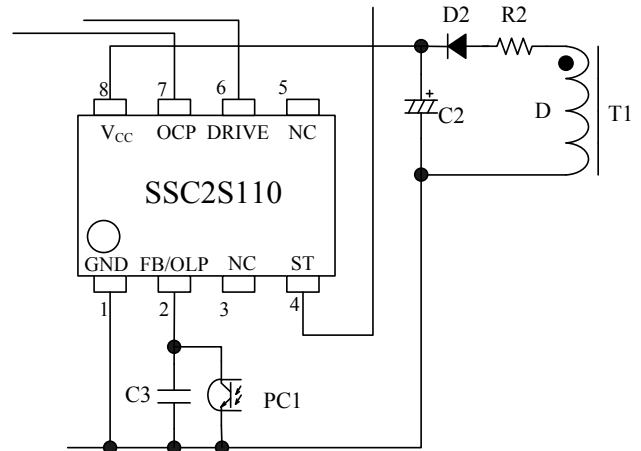 D2 R2
8 7 6 5
C2 D T1
V_CC OCP DRIVE NC
SSC2S110
GND FB/OLP NC ST
1 2 3 4
C3 PC1
+